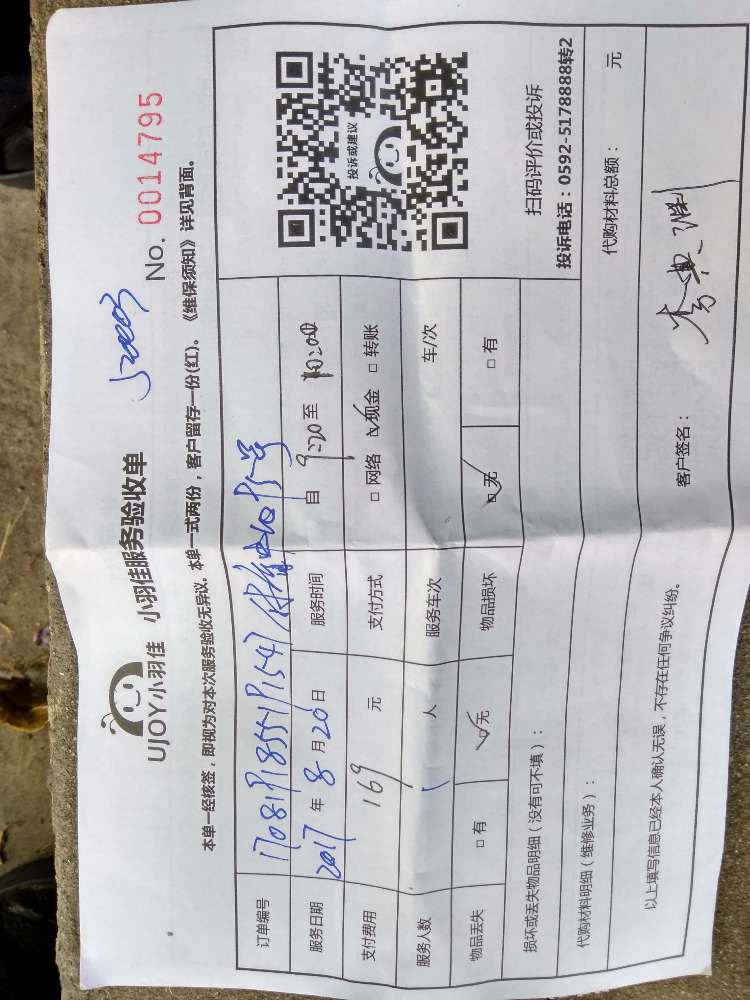 UJOY小羽佳 小羽佳服务验收单
No. 0014795
本单一经核签，即视为对本次服务验收无异议。本单一式两份，客户留存一份(红)。《维保须知》详见背面。
订单编号
服务日期 2017 年 8 月 20 日 服务时间 自 9:20 至 10:00
支付费用 169 元 支付方式 □ 网络 ☑ 现金 □ 转账
服务人数 1 人 服务车次 车/次
物品丢失 □ 有 ☑ 无 物品损坏 ☑ 无 □ 有
损坏或丢失物品明细（没有可不填）：
代购材料明细（维修业务）： 代购材料总额： 元
以上填写信息已经本人确认无误，不存在任何争议纠纷。
客户签名：
投诉或建议
扫码评价或投诉
投诉电话：0592-5178888转2